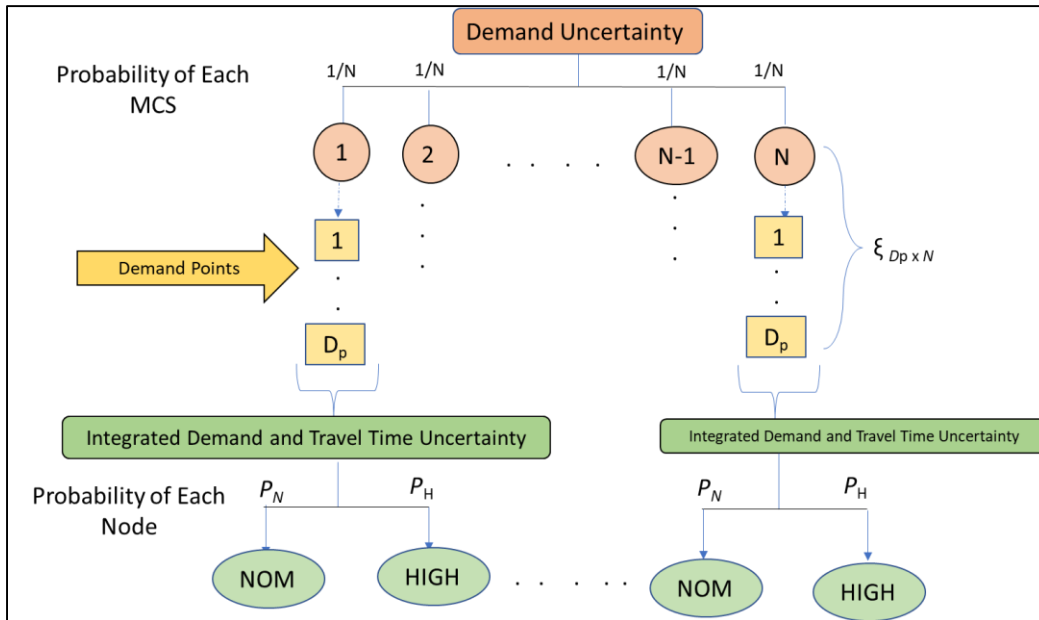 Demand Uncertainty
Probability of Each
MCS
1/N 1/N 1/N 1/N
1 2 . . . . N-1 N
1 1
Demand Points
ξ Dp x N
Dp Dp
Integrated Demand and Travel Time Uncertainty Integrated Demand and Travel Time Uncertainty
Probability of Each
Node
PN PH PN PH
NOM HIGH . . . . . NOM HIGH